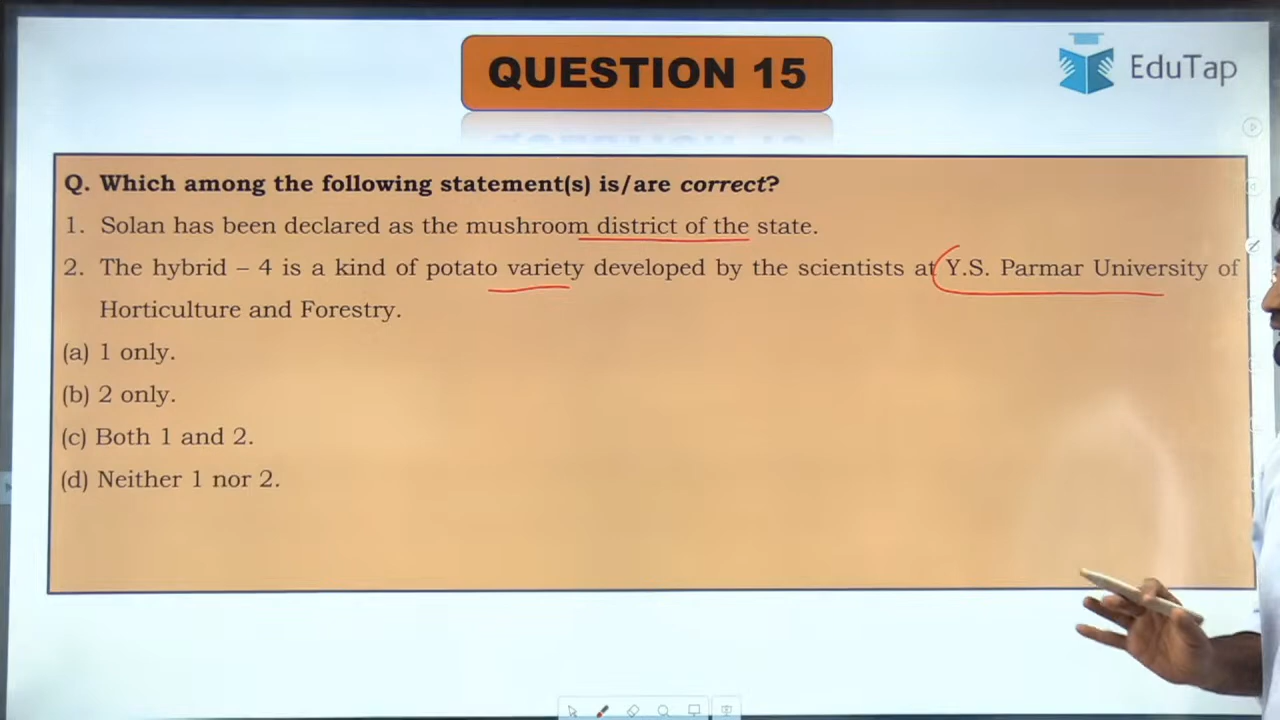 QUESTION 15
EduTap
Q. Which among the following statement(s) is/are correct?
1. Solan has been declared as the mushroom district of the state.
2. The hybrid – 4 is a kind of potato variety developed by the scientists at Y.S. Parmar University of
Horticulture and Forestry.
(a) 1 only.
(b) 2 only.
(c) Both 1 and 2.
(d) Neither 1 nor 2.